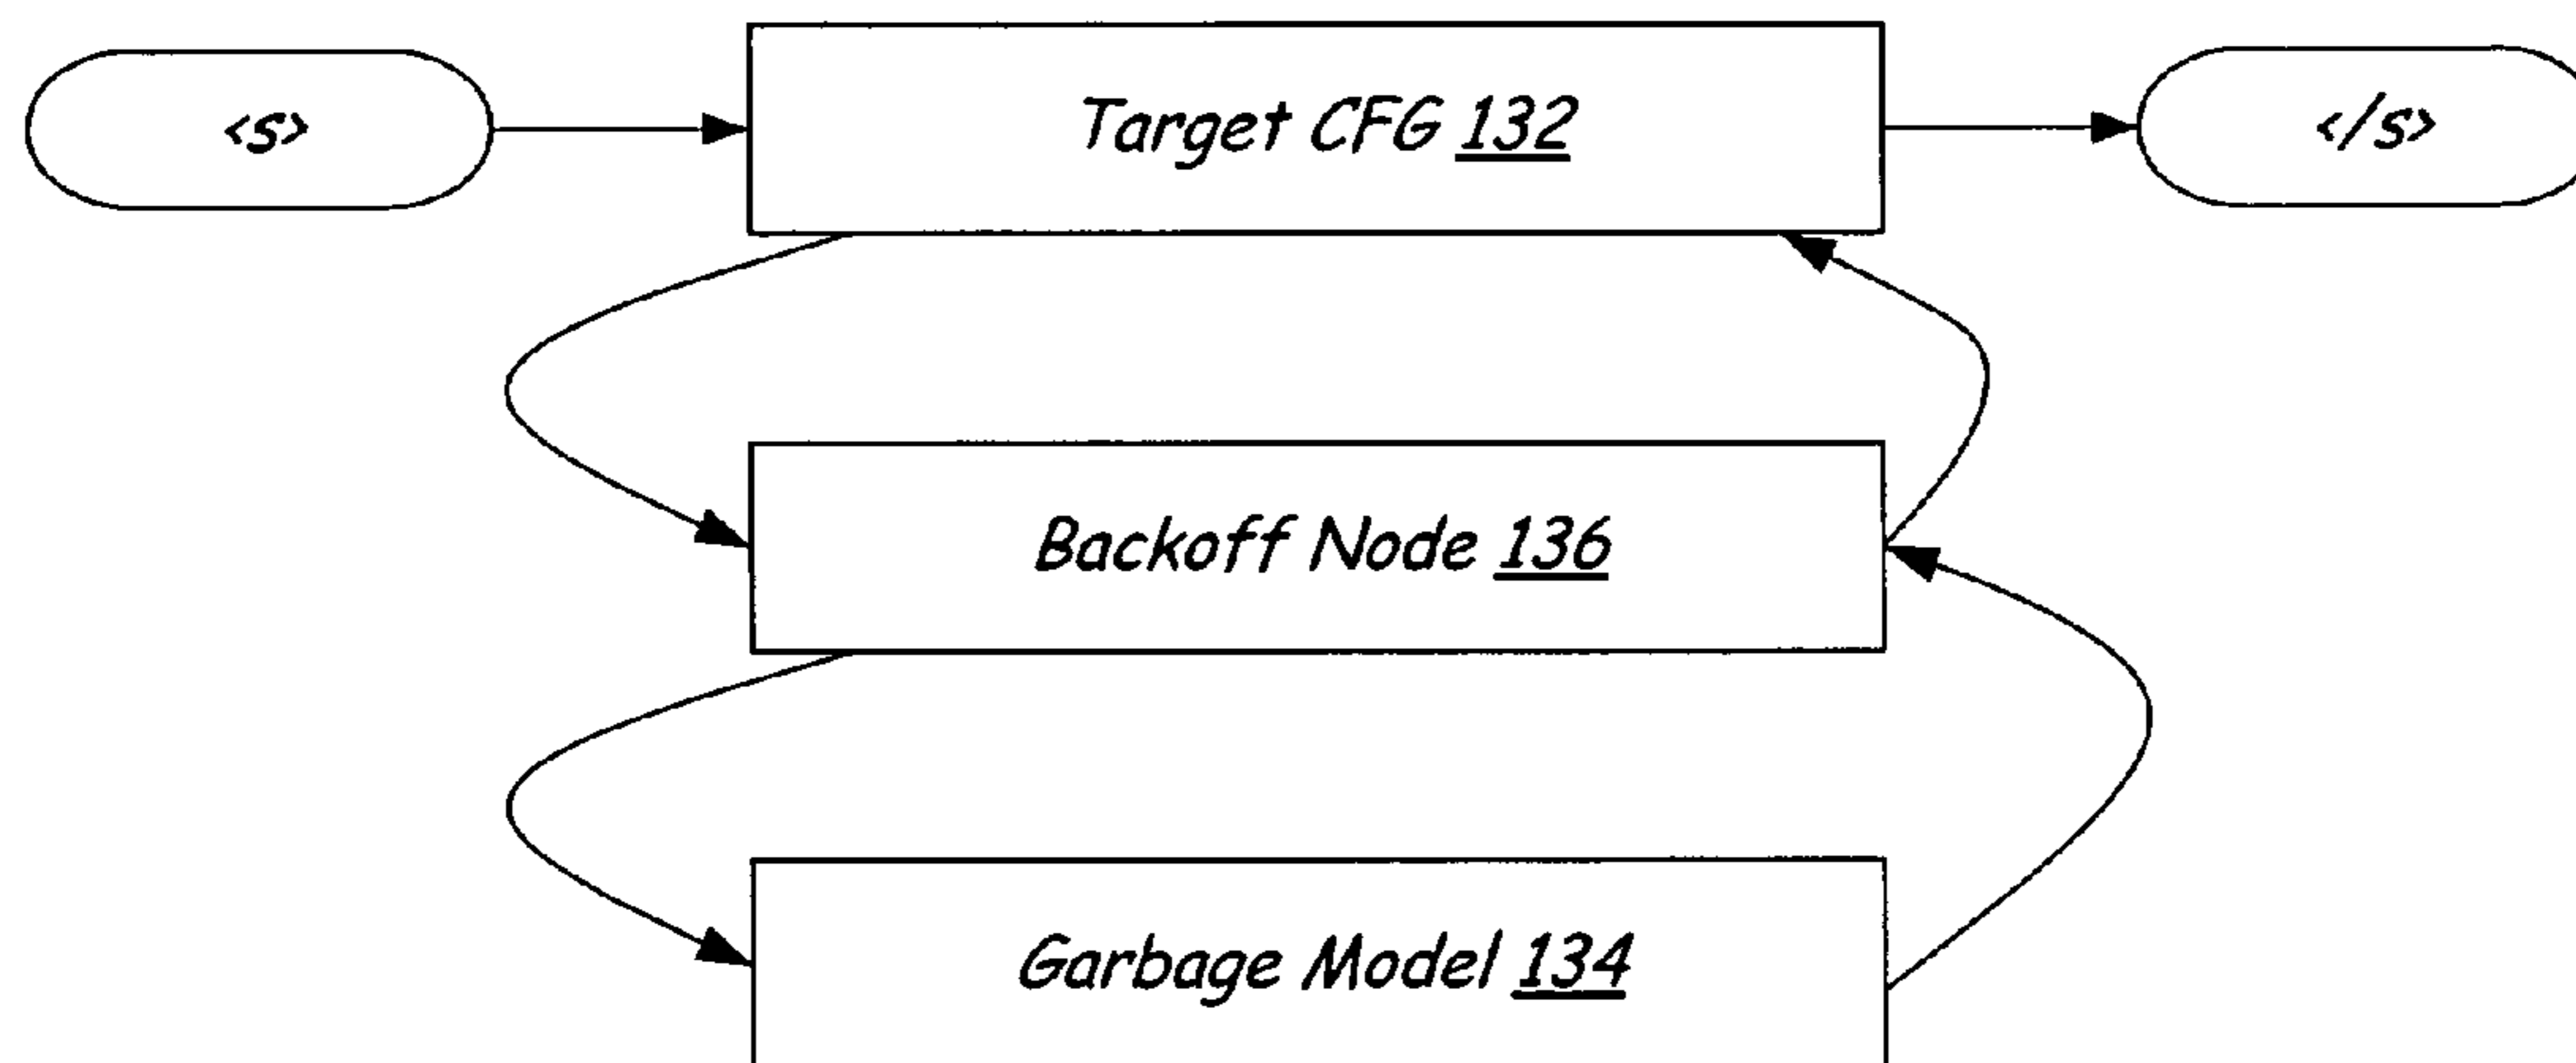 <s>
Target CFG 132
</s>
Backoff Node 136
Garbage Model 134